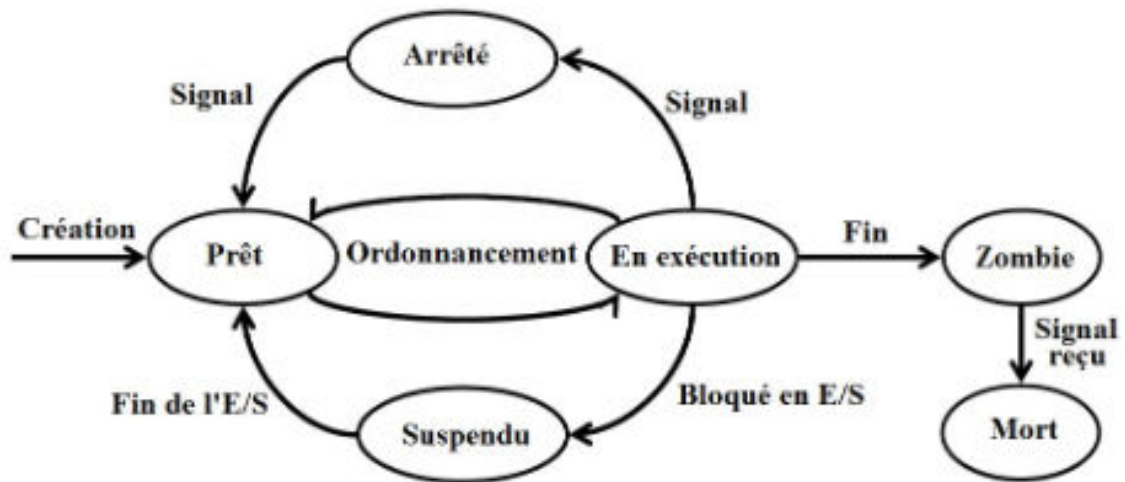 Arrêté
Signal
Signal
Création
Prêt
Ordonnancement
En exécution
Fin
Zombie
Signal
reçu
Fin de l'E/S
Bloqué en E/S
Suspendu
Mort